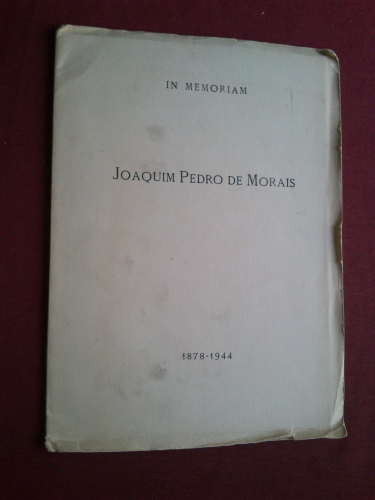 IN MEMORIAM
JOAQUIM PEDRO DE MORAIS
1878-1944